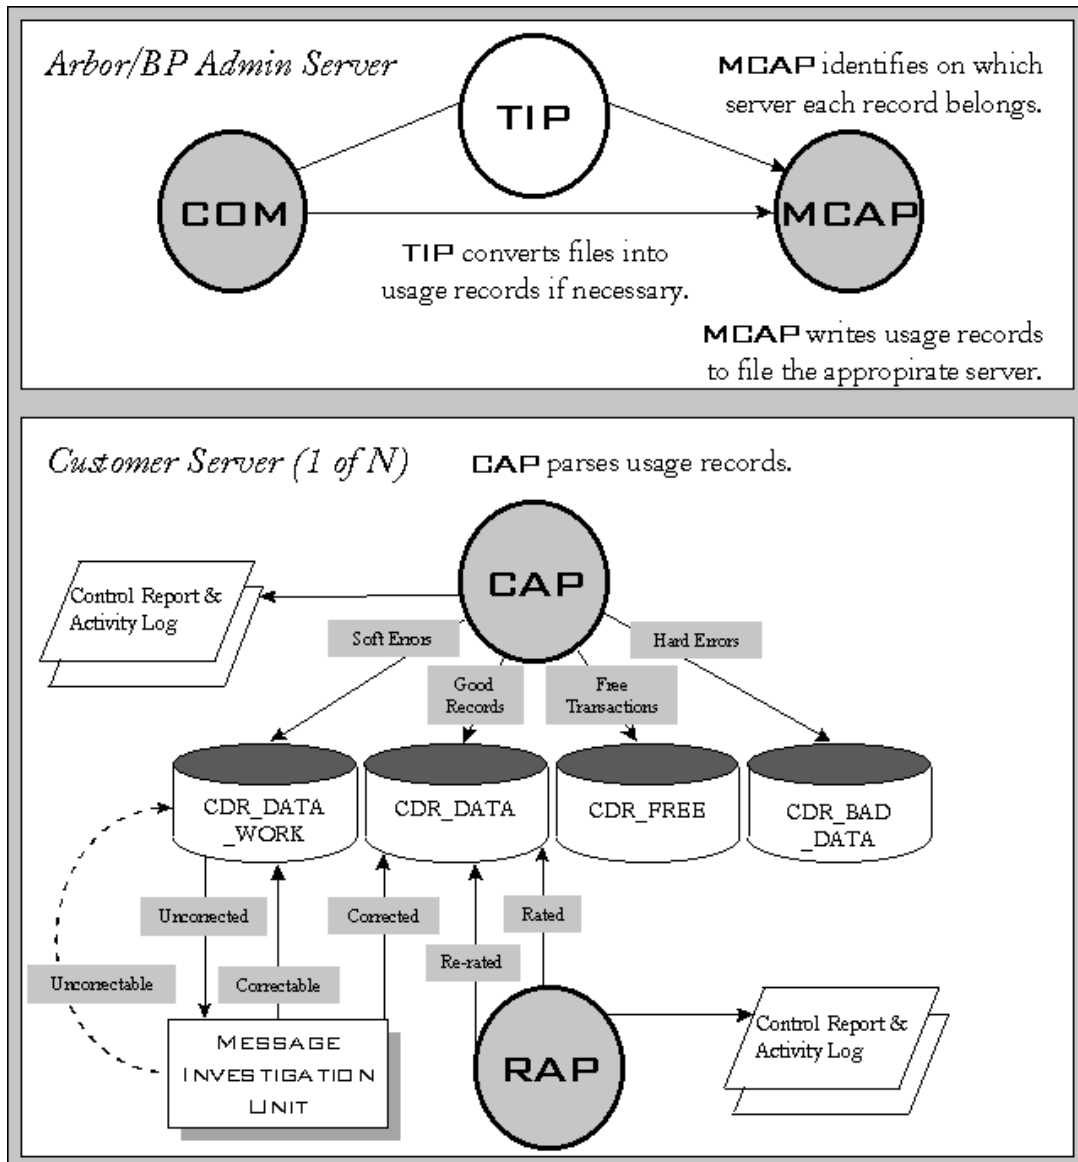 Arbor/BP Admin Server
TIP
MCAP identifies on which
server each record belongs.
COM
MCAP
TIP converts files into
usage records if necessary.
MCAP writes usage records
to file the appropirate server.
Customer Server (1 of N)
CAP parses usage records.
CAP
Control Report &
Activity Log
Soft Errors
Hard Errors
Good
Records
Free
Transactions
CDR_DATA
_WORK
CDR_DATA
CDR_FREE
CDR_BAD
_DATA
Unconrected
Corrected
Rated
Re-rated
Unconrectable
Correctable
MESSAGE
INVESTIGATION
UNIT
RAP
Control Report &
Activity Log